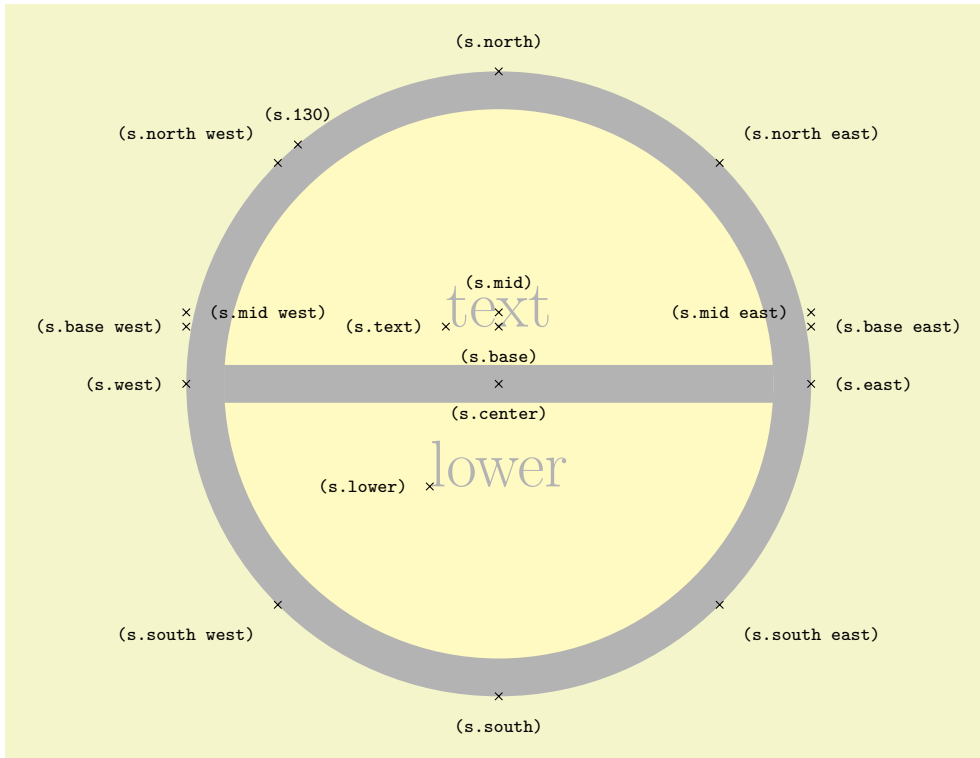 (s.north)
(s.130)
(s.north west)
(s.north east)
(s.mid)
text
(s.mid west)
(s.mid east)
(s.base west)
(s.text)
(s.base east)
(s.base)
(s.west)
(s.east)
(s.center)
lower
(s.lower)
(s.south west)
(s.south east)
(s.south)